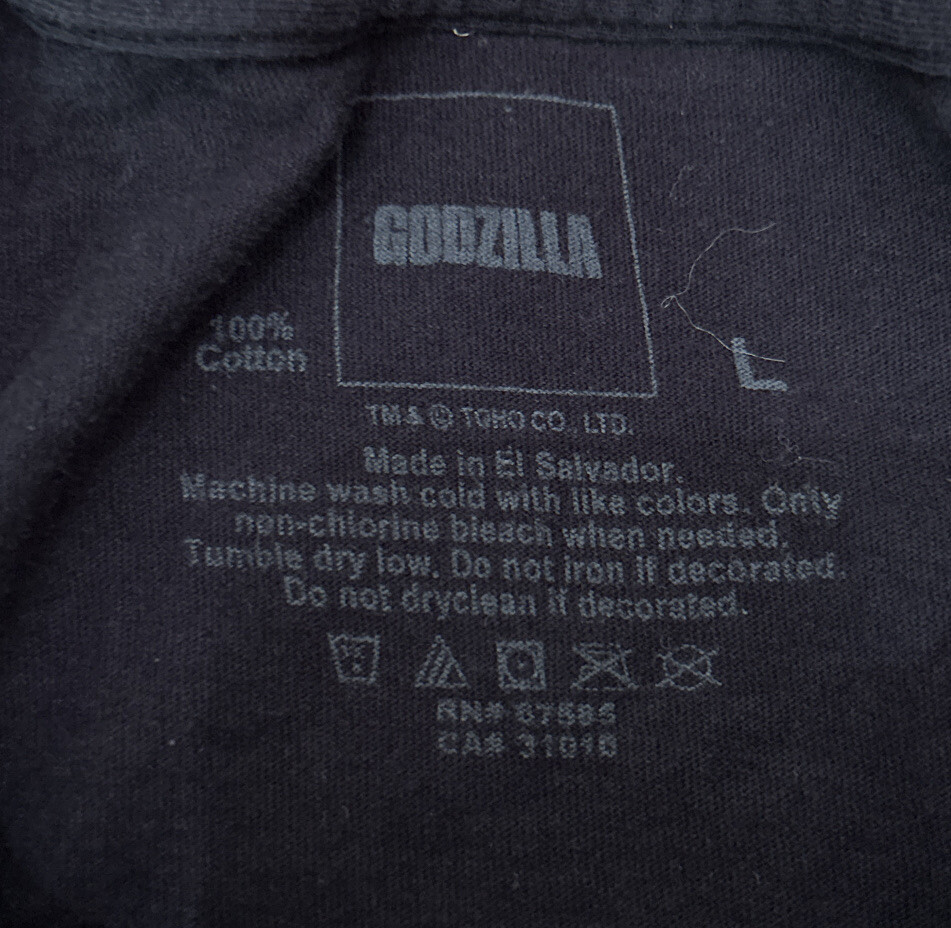 GODZILLA
100%
Cotton
L
TM & © TOHO CO., LTD.
Made in El Salvador.
Machine wash cold with like colors. Only
non-chlorine bleach when needed.
Tumble dry low. Do not iron if decorated.
Do not dryclean if decorated.
RN#
CA#